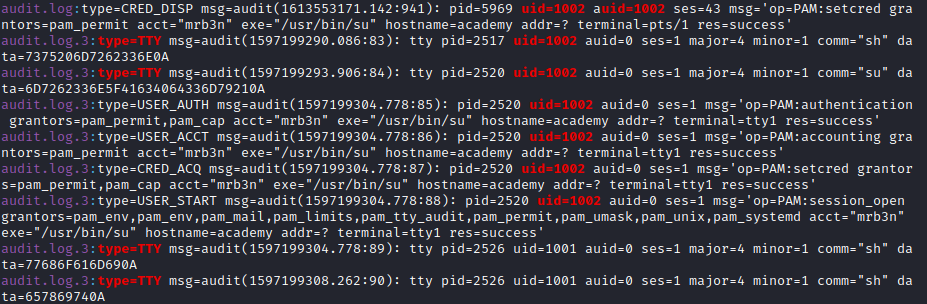 audit.log:type=CRED_DISP msg=audit(1613553171.142:941): pid=5969 uid=1002 auid=1002 ses=43 msg='op=PAM:setcred gra
ntors=pam_permit acct="mrb3n" exe="/usr/bin/su" hostname=academy addr=? terminal=pts/1 res=success'
audit.log.3:type=TTY msg=audit(1597199290.086:83): tty pid=2517 uid=1002 auid=0 ses=1 major=4 minor=1 comm="sh" da
ta=7375206D7262336E0A
audit.log.3:type=TTY msg=audit(1597199293.906:84): tty pid=2520 uid=1002 auid=0 ses=1 major=4 minor=1 comm="su" da
ta=6D7262336E5F41634064336D79210A
audit.log.3:type=USER_AUTH msg=audit(1597199304.778:85): pid=2520 uid=1002 auid=0 ses=1 msg='op=PAM:authentication
 grantors=pam_permit,pam_cap acct="mrb3n" exe="/usr/bin/su" hostname=academy addr=? terminal=tty1 res=success'
audit.log.3:type=USER_ACCT msg=audit(1597199304.778:86): pid=2520 uid=1002 auid=0 ses=1 msg='op=PAM:accounting gra
ntors=pam_permit acct="mrb3n" exe="/usr/bin/su" hostname=academy addr=? terminal=tty1 res=success'
audit.log.3:type=CRED_ACQ msg=audit(1597199304.778:87): pid=2520 uid=1002 auid=0 ses=1 msg='op=PAM:setcred grantor
s=pam_permit,pam_cap acct="mrb3n" exe="/usr/bin/su" hostname=academy addr=? terminal=tty1 res=success'
audit.log.3:type=USER_START msg=audit(1597199304.778:88): pid=2520 uid=1002 auid=0 ses=1 msg='op=PAM:session_open
grantors=pam_env,pam_env,pam_mail,pam_limits,pam_tty_audit,pam_permit,pam_umask,pam_unix,pam_systemd acct="mrb3n"
exe="/usr/bin/su" hostname=academy addr=? terminal=tty1 res=success'
audit.log.3:type=TTY msg=audit(1597199304.778:89): tty pid=2526 uid=1001 auid=0 ses=1 major=4 minor=1 comm="sh" da
ta=77686F616D690A
audit.log.3:type=TTY msg=audit(1597199308.262:90): tty pid=2526 uid=1001 auid=0 ses=1 major=4 minor=1 comm="sh" da
ta=657869740A